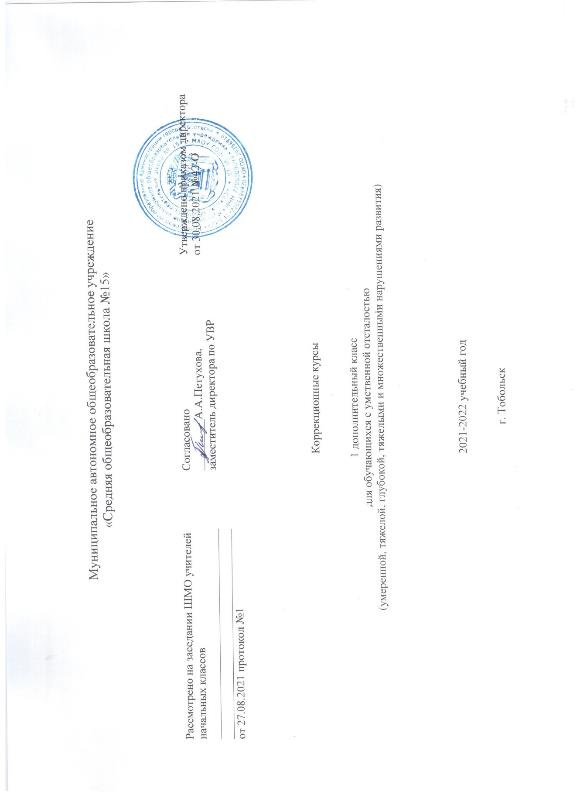 Муниципальное автономное общеобразовательное учреждение
«Средняя общеобразовательная школа №15»
Рассмотрено на заседании ШМО учителей
начальных классов
от 27.08.2021 протокол №1
Согласовано
А.А.Петухова,
заместитель директора по УВР
Утверждено приказом директора
от 30.08.2021
Коррекционные курсы
1 дополнительный класс
для обучающихся с умственной отсталостью
(умеренной, тяжелой, глубокой, тяжелыми и множественными нарушениями развития)
2021-2022 учебный год
г. Тобольск